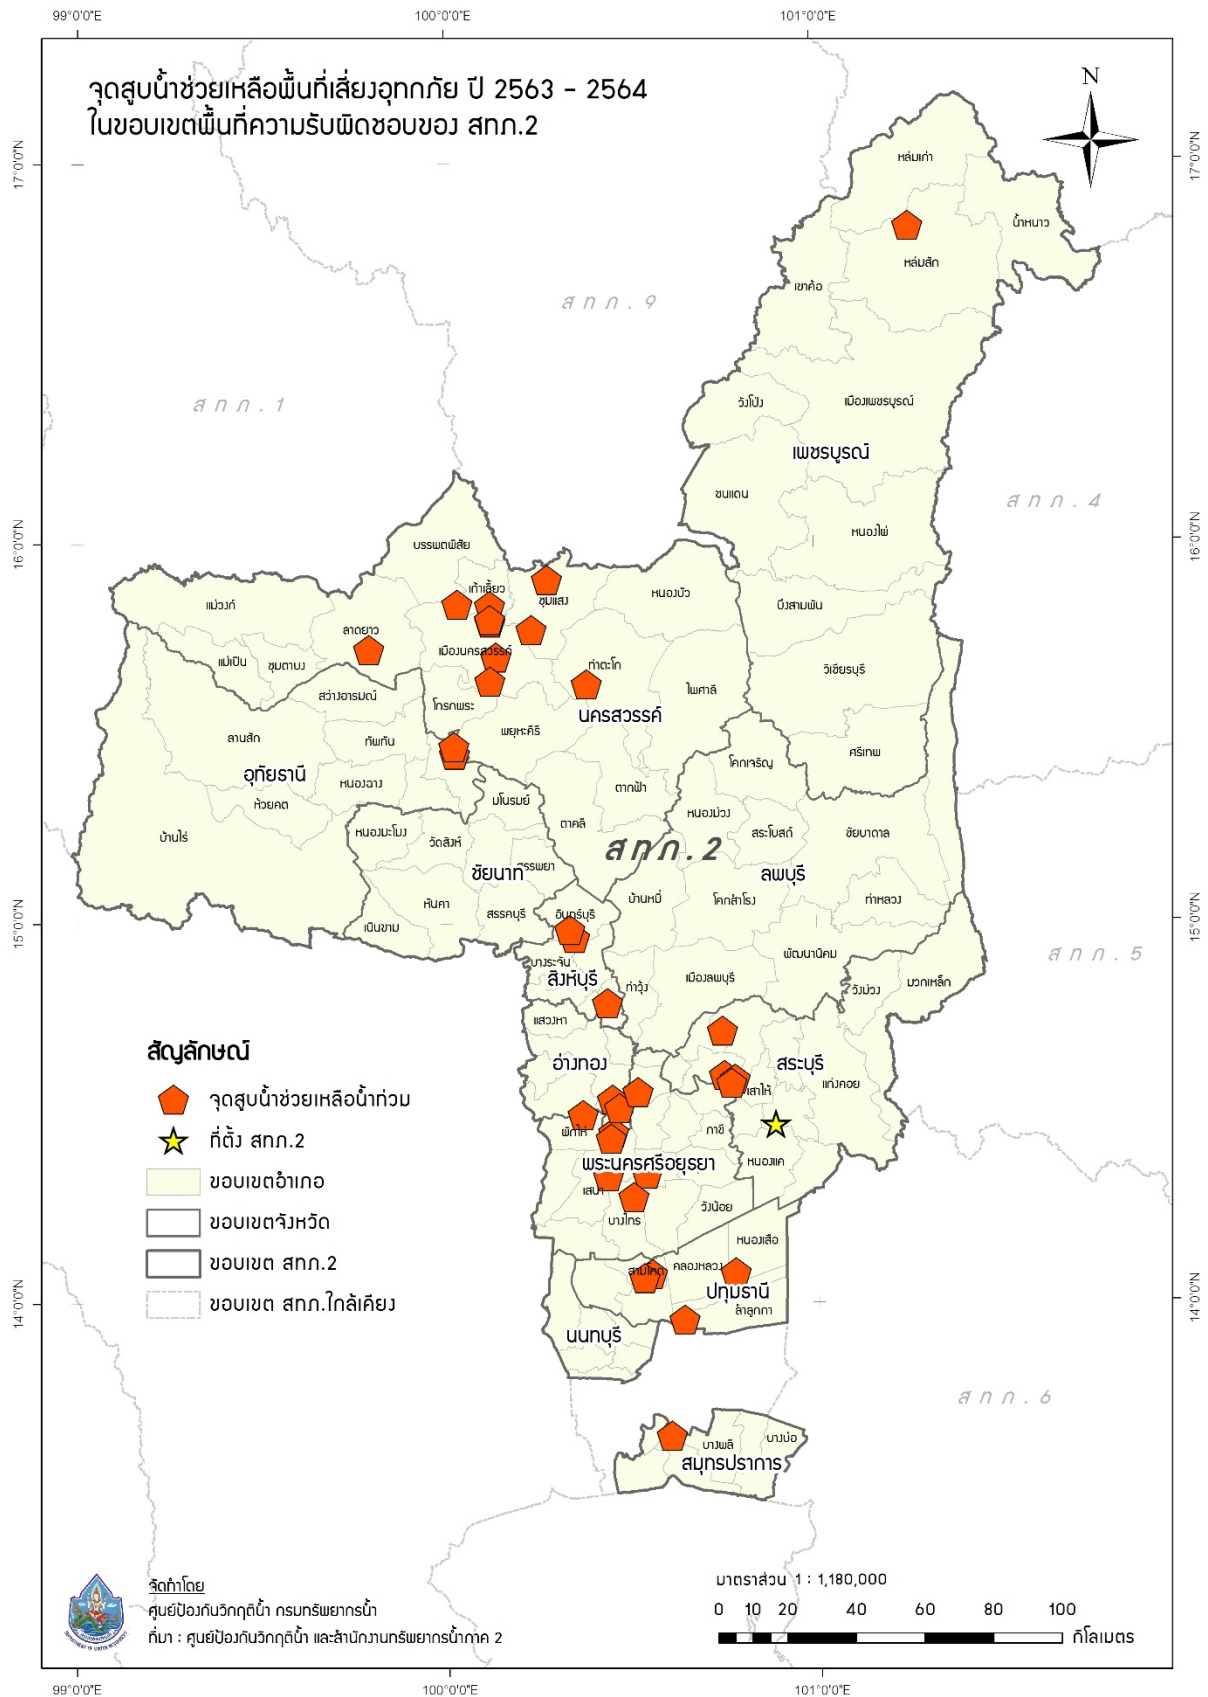 99°0'0"E
100°0'0"E
101°0'0"E
จุดสูบน้ำช่วยเหลือพื้นที่เสี่ยงอุทกภัย ปี 2563 - 2564
ในขอบเขตพื้นที่ความรับผิดชอบของ สทภ.2
N
17°0'0"N
17°0'0"N
หล่มเก่า
น้ำหนาว
หล่มสัก
เขาค้อ
สทภ.9
สทภ.1
วังโป่ง
เมืองเพชรบูรณ์
เพชรบูรณ์
ชนแดน
สทภ.4
หนองไผ่
16°0'0"N
16°0'0"N
บรรพตพิสัย
เก้าเลี้ยว
ชุมแสง
หนองบัว
แม่วงก์
บึงสามพัน
ลาดยาว
แม่เปิน
ชุมตาบง
เมืองนครสวรรค์
ท่าตะโก
วิเชียรบุรี
สว่างอารมณ์
ไพศาลี
โกรกพระ
นครสวรรค์
พยุหะคีรี
ลานสัก
ทัพทัน
ศรีเทพ
โคกเจริญ
อุทัยธานี
หนองฉาง
ตากฟ้า
ห้วยคต
มโนรมย์
หนองม่วง
ตาคลี
สระโบสถ์
ชัยบาดาล
บ้านไร่
หนองมะโมง
วัดสิงห์
สทภ.2
สรรพยา
ชัยนาท
ลพบุรี
บ้านหมี่
โคกสำโรง
ท่าหลวง
หันคา
สรรคบุรี
อินทร์บุรี
เนินขาม
15°0'0"N
15°0'0"N
พัฒนานิคม
สทภ.5
บางระจัน
สิงห์บุรี
ท่าวุ้ง
เมืองลพบุรี
วังม่วง
มวกเหล็ก
แสวงหา
สัญลักษณ์
อ่างทอง
สระบุรี
แก่งคอย
เสาไห้
จุดสูบน้ำช่วยเหลือน้ำท่วม
ผักไห่
ภาชี
ที่ตั้ง สทภ.2
พระนครศรีอยุธยา
หนองแค
ขอบเขตอำเภอ
เสนา
วังน้อย
บางไทร
ขอบเขตจังหวัด
หนองเสือ
ขอบเขต สทภ.2
สามโคก
คลองหลวง
ปทุมธานี
ขอบเขต สทภ.ใกล้เคียง
ลำลูกกา
14°0'0"N
14°0'0"N
นนทบุรี
สทภ.6
บางพลี
บางบ่อ
สมุทรปราการ
จัดทำโดย
ศูนย์ป้องกันวิกฤติน้ำ กรมทรัพยากรน้ำ
ที่มา : ศูนย์ป้องกันวิกฤติน้ำ และสำนักงานทรัพยากรน้ำภาค 2
มาตราส่วน 1 : 1,180,000
0 10 20 40 60 80 100
กิโลเมตร
99°0'0"E
100°0'0"E
101°0'0"E